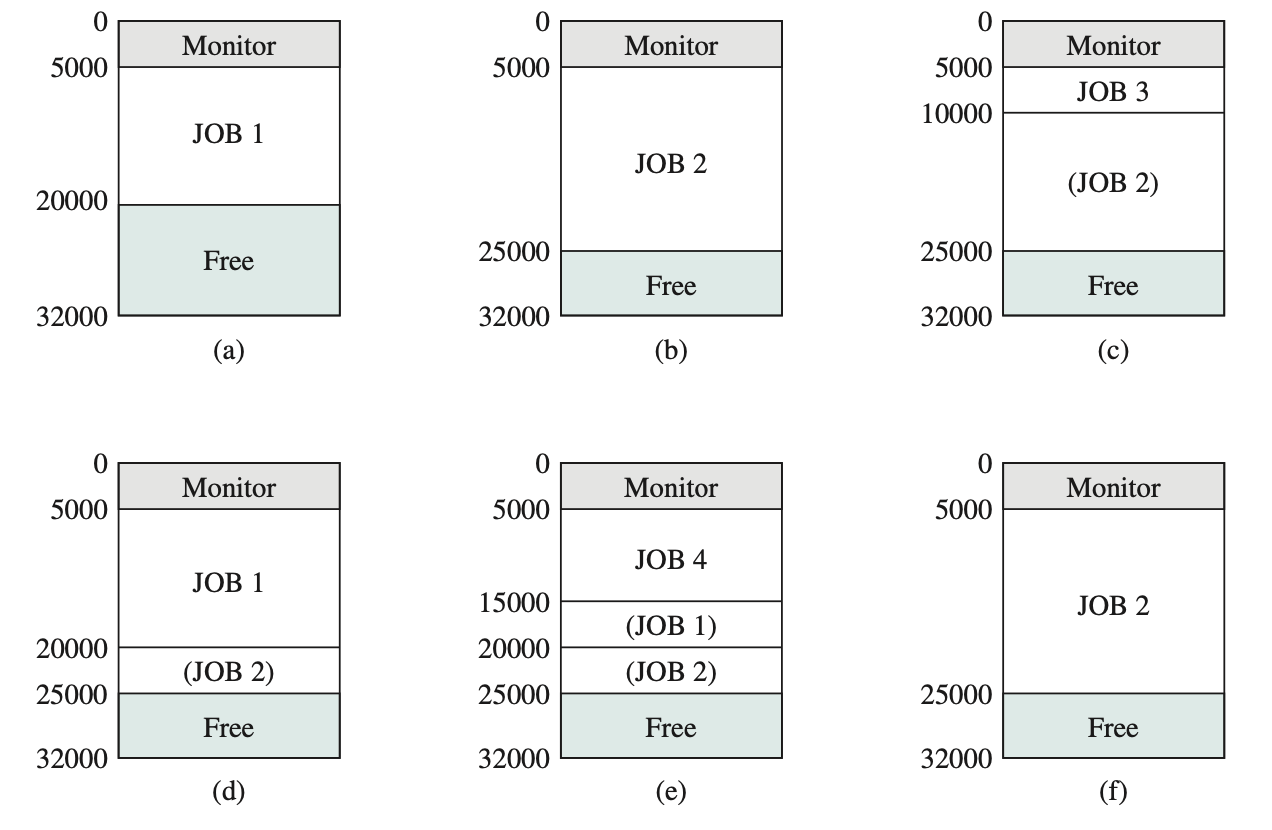 0
Monitor
5000
JOB 1
20000
Free
32000
(a)
0
Monitor
5000
JOB 2
25000
Free
32000
(b)
0
Monitor
5000
JOB 3
10000
(JOB 2)
25000
Free
32000
(c)
0
Monitor
5000
JOB 1
20000
(JOB 2)
25000
Free
32000
(d)
0
Monitor
5000
JOB 4
15000
(JOB 1)
20000
(JOB 2)
25000
Free
32000
(e)
0
Monitor
5000
JOB 2
25000
Free
32000
(f)